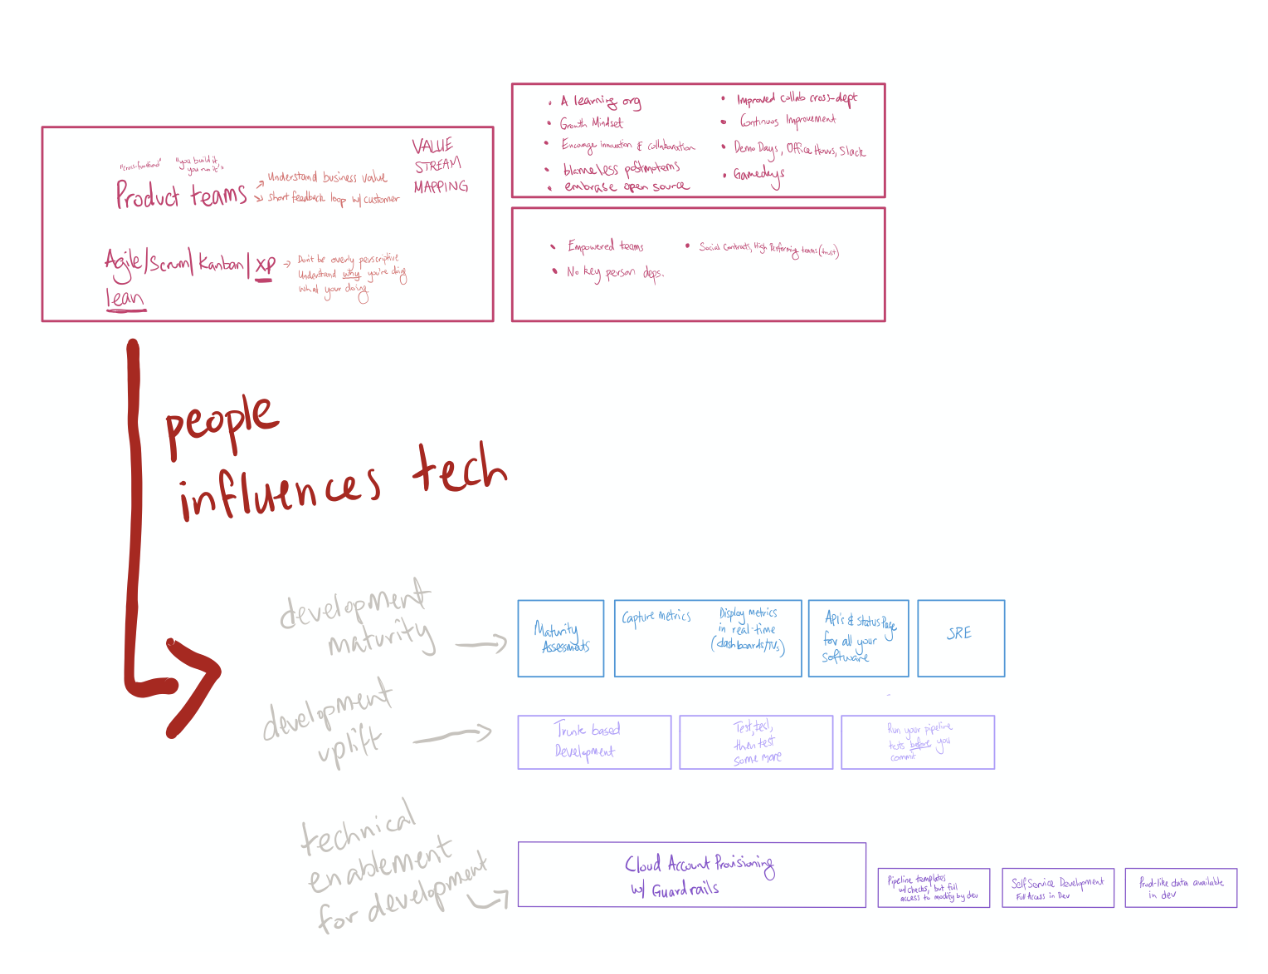 "cross-functional"
"you build it
you run it"
Product teams
→ Understand business value
↘ short feedback loop w/ customer
VALUE
STREAM
MAPPING
Agile/Scrum/Kanban/XP
lean
→ Don't be overly perscriptive
Understand why you're doing
what your doing
• A learning org
• Growth Mindset
• Encourage Innovation & collaboration
• blameless postmortems
• embrase open source
• Improved collab cross-dept
• Continuos Improvement
• Demo Days, Office Hours, Slack
• Gamedays
• Empowered teams
• No key person deps.
• Social Contracts, High Performing teams (trust)
people
influences tech
development
maturity
Maturity
Assessments
Capture metrics
Display metrics
in real-time
(dashboards/TVs)
API's & Status Page
for all your
software
SRE
development
uplift
Trunk based
Development
Test, test,
then test
some more
Run your pipeline
tests before you
commit
technical
enablement
for development
Cloud Account Provisioning
w/ Guardrails
Pipeline templates
w/ checks, but full
access to modify by dev
Self Service Development
Full Access in Dev
Prod-like data available
in dev